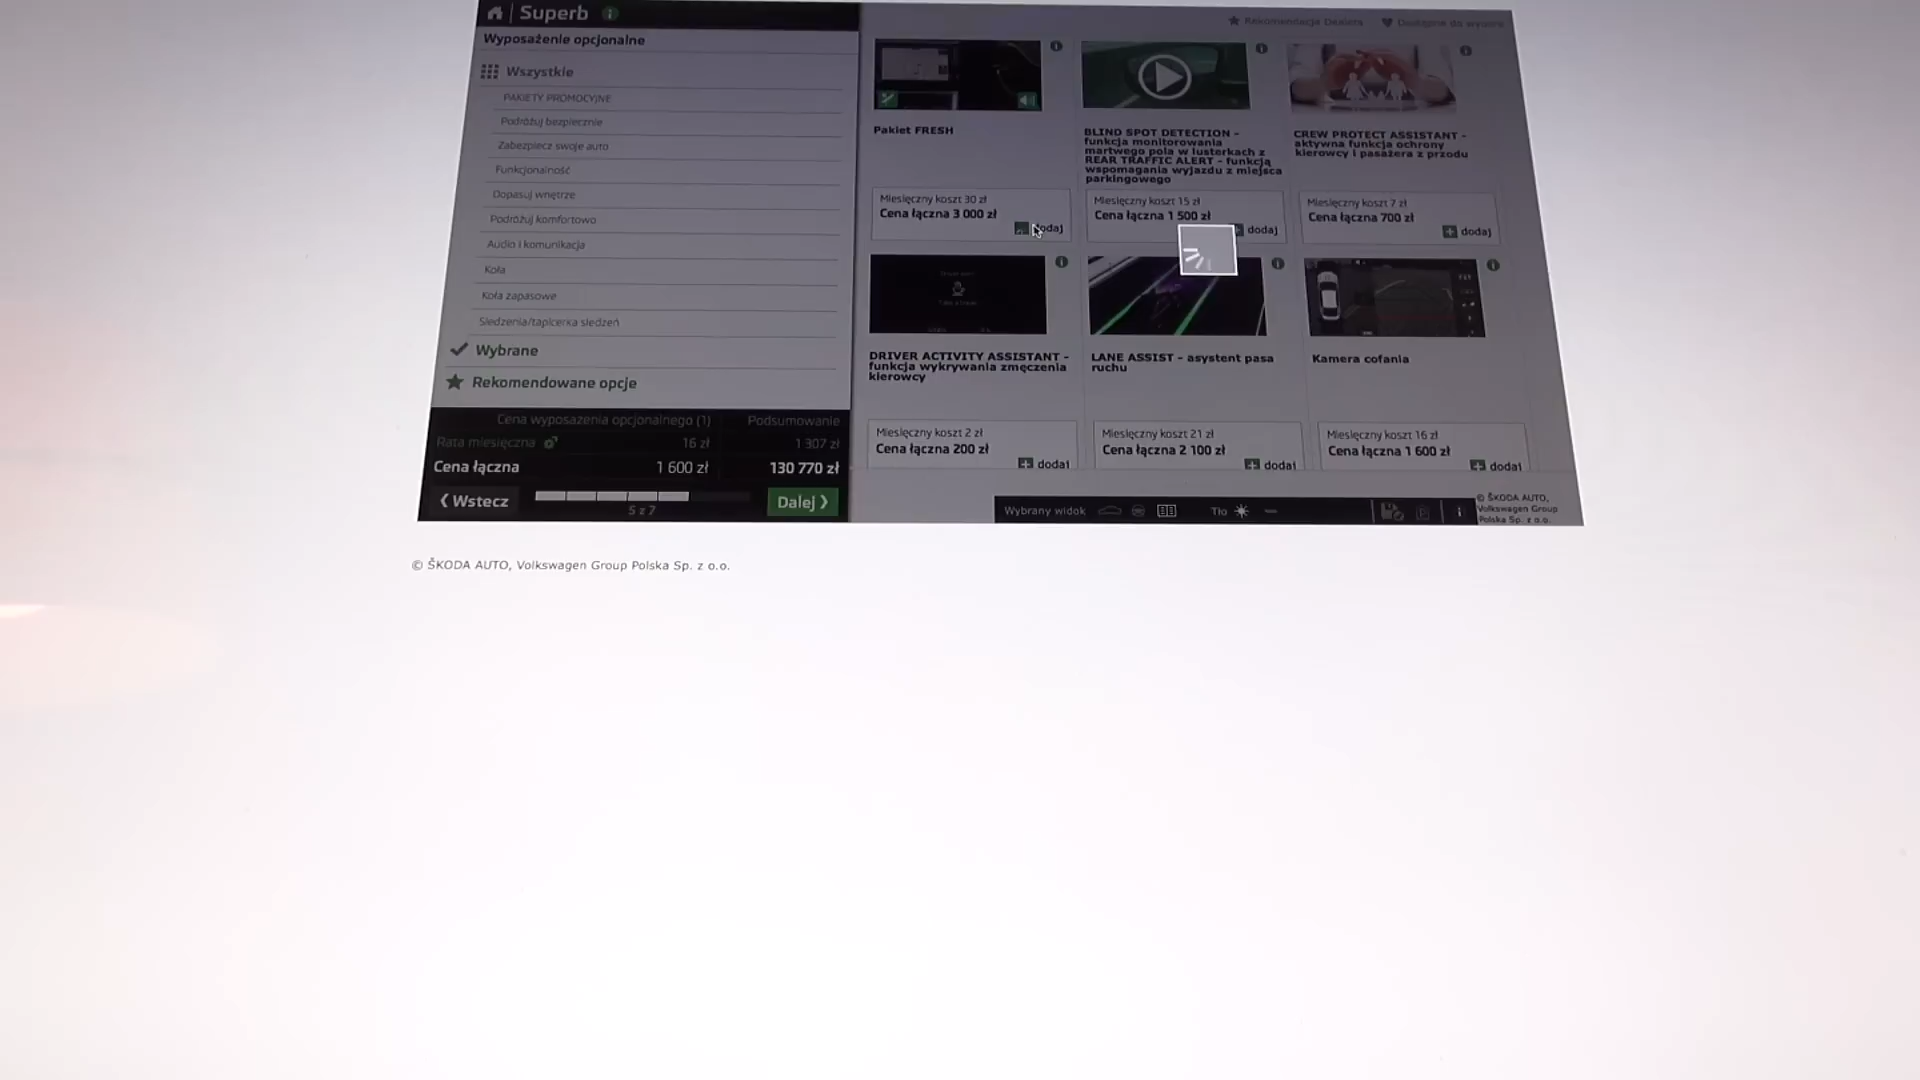 Superb
Wyposażenie opcjonalne
Wszystkie
PAKIETY PROMOCYJNE
Podróżuj bezpiecznie
Zabezpiecz swoje auto
Funkcjonalność
Dopasuj wnętrze
Podróżuj komfortowo
Audio i komunikacja
Koła
Koła zapasowe
Siedzenia/tapicerka siedzeń
Wybrane
Rekomendowane opcje
Cena wyposażenia opcjonalnego (1)
Podsumowanie
Rata miesięczna
16 zł
1 307 zł
Cena łączna
1 600 zł
130 770 zł
Wstecz
5 z 7
Dalej
Rekomendacja Dealera
Dostępne do wyboru
Pakiet FRESH
Miesięczny koszt 30 zł
Cena łączna 3 000 zł
dodaj
BLIND SPOT DETECTION -
funkcja monitorowania
martwego pola w lusterkach z
REAR TRAFFIC ALERT - funkcją
wspomagania wyjazdu z miejsca
parkingowego
Miesięczny koszt 15 zł
Cena łączna 1 500 zł
dodaj
CREW PROTECT ASSISTANT -
aktywna funkcja ochrony
kierowcy i pasażera z przodu
Miesięczny koszt 7 zł
Cena łączna 700 zł
dodaj
DRIVER ACTIVITY ASSISTANT -
funkcja wykrywania zmęczenia
kierowcy
Miesięczny koszt 2 zł
Cena łączna 200 zł
dodaj
LANE ASSIST - asystent pasa
ruchu
Miesięczny koszt 21 zł
Cena łączna 2 100 zł
dodaj
Kamera cofania
Miesięczny koszt 16 zł
Cena łączna 1 600 zł
dodaj
Wybrany widok
Tło
© ŠKODA AUTO,
Volkswagen Group
Polska Sp. z o.o.
© ŠKODA AUTO, Volkswagen Group Polska Sp. z o.o.